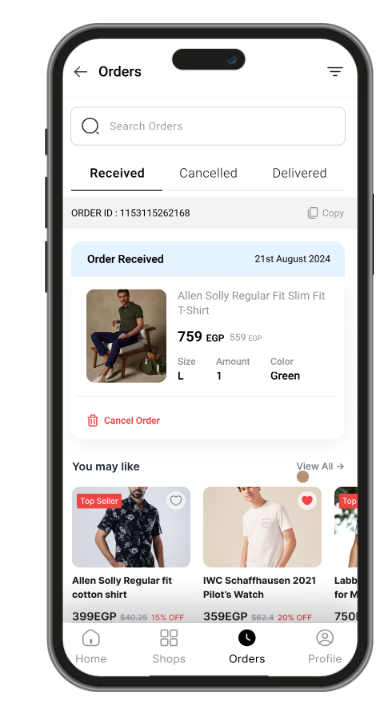 Orders
Search Orders
Received Cancelled Delivered
ORDER ID : 1153115262168 Copy
Order Received 21st August 2024
Allen Solly Regular Fit Slim Fit
T-Shirt
759 EGP 559 EGP
Size Amount Color
L 1 Green
Cancel Order
You may like View All →
Top Seller Top
Allen Solly Regular fit
cotton shirt
IWC Schaffhausen 2021
Pilot's Watch
Labb
for M
399EGP $40.25 15% OFF 359EGP $62.4 20% OFF 750
Home Shops Orders Profile